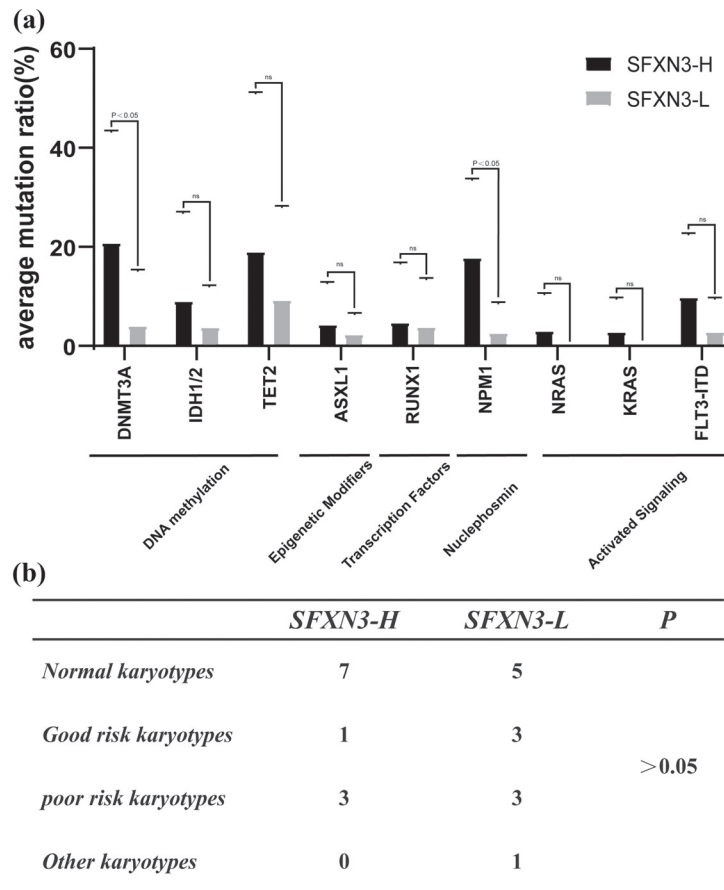 (a)
average mutation ratio(%)
60
40
20
0
SFXN3-H
SFXN3-L
P<0.05
ns
ns
ns
ns
P<0.05
ns
ns
ns
DNMT3A
IDH1/2
TET2
ASXL1
RUNX1
NPM1
NRAS
KRAS
FLT3-ITD
DNA methylation
Epigenetic Modifiers
Transcription Factors
Nuclephosmin
Activated Signaling
(b)
SFXN3-H SFXN3-L P
Normal karyotypes 7 5
Good risk karyotypes 1 3
>0.05
poor risk karyotypes 3 3
Other karyotypes 0 1